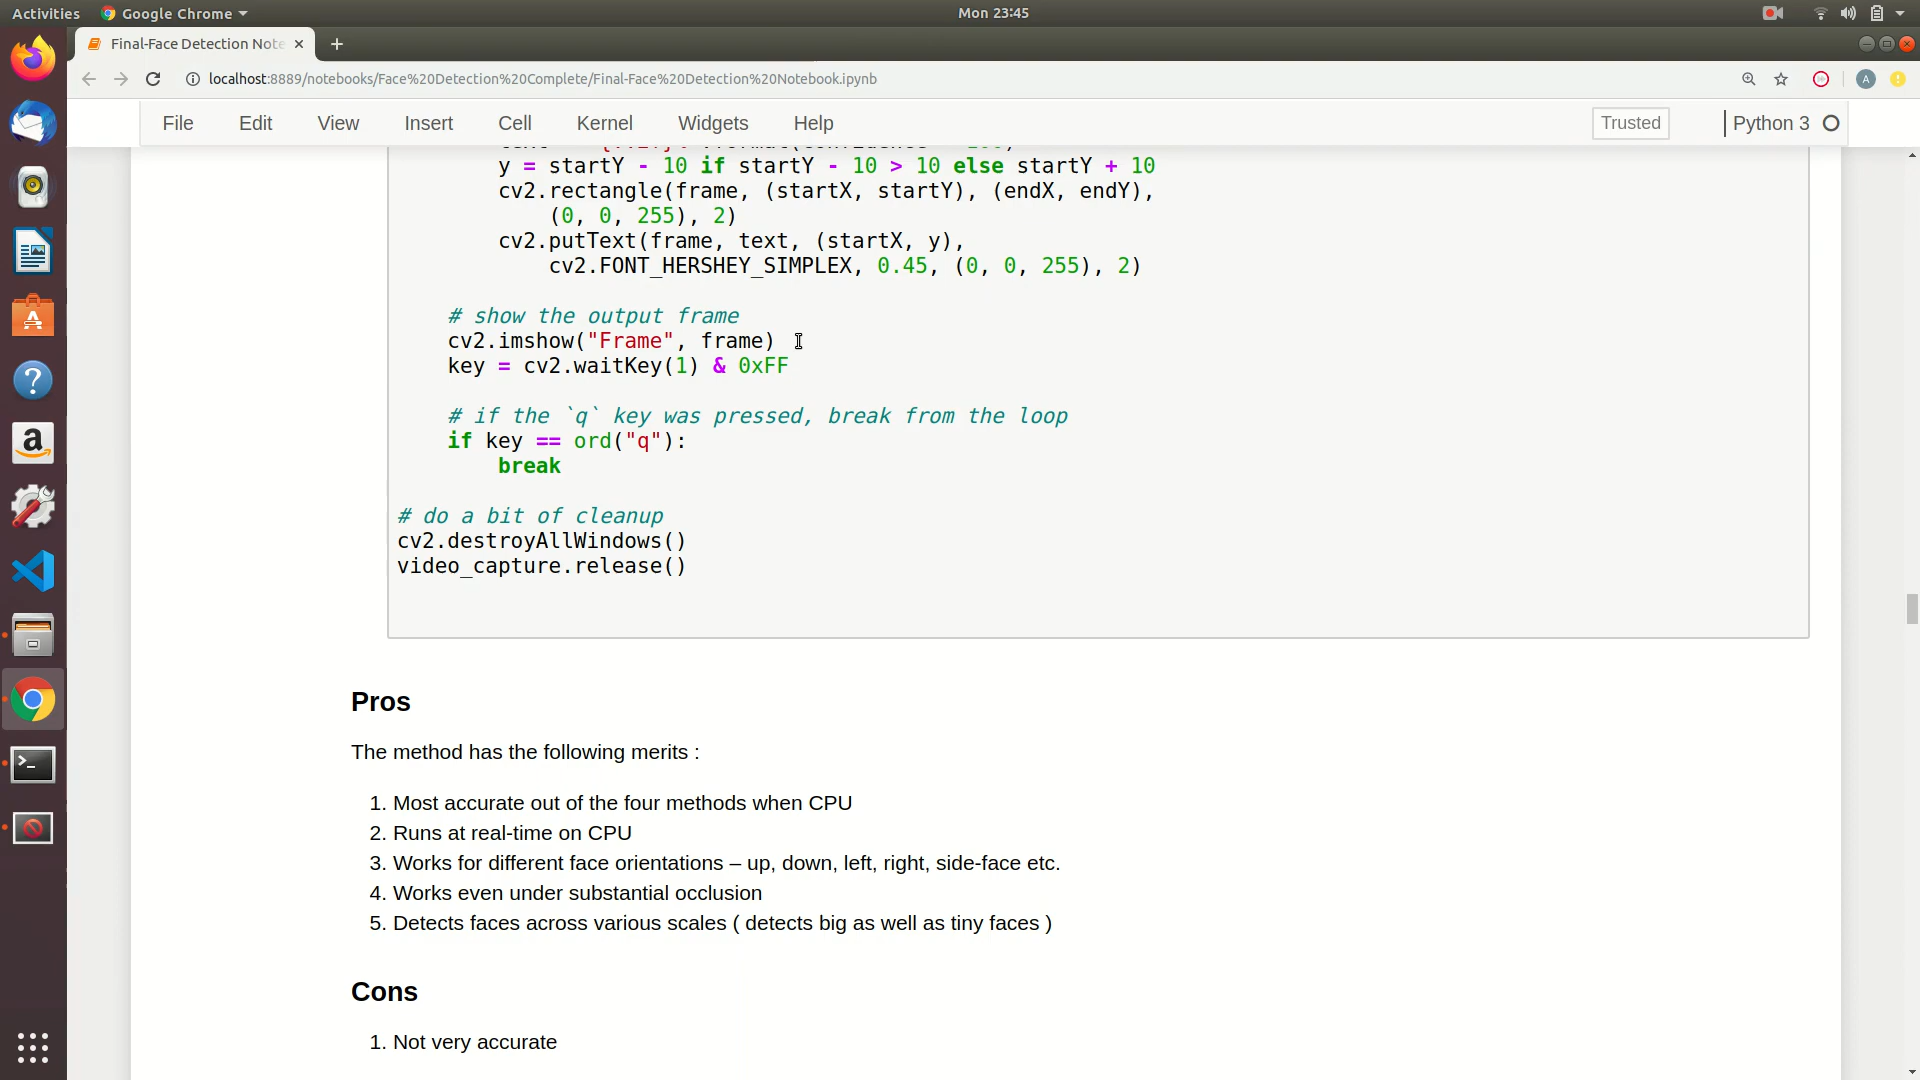 Activities
Google Chrome
Mon 23:45
Final-Face Detection Note
localhost:8889/notebooks/Face%20Detection%20Complete/Final-Face%20Detection%20Notebook.ipynb
A
File Edit View Insert Cell Kernel Widgets Help
Trusted
Python 3
y = startY - 10 if startY - 10 > 10 else startY + 10
cv2.rectangle(frame, (startX, startY), (endX, endY),
(0, 0, 255), 2)
cv2.putText(frame, text, (startX, y),
cv2.FONT_HERSHEY_SIMPLEX, 0.45, (0, 0, 255), 2)
# show the output frame
cv2.imshow("Frame", frame)
key = cv2.waitKey(1) & 0xFF
# if the `q` key was pressed, break from the loop
if key == ord("q"):
break
# do a bit of cleanup
cv2.destroyAllWindows()
video_capture.release()
Pros
The method has the following merits :
1. Most accurate out of the four methods when CPU
2. Runs at real-time on CPU
3. Works for different face orientations – up, down, left, right, side-face etc.
4. Works even under substantial occlusion
5. Detects faces across various scales ( detects big as well as tiny faces )
Cons
1. Not very accurate